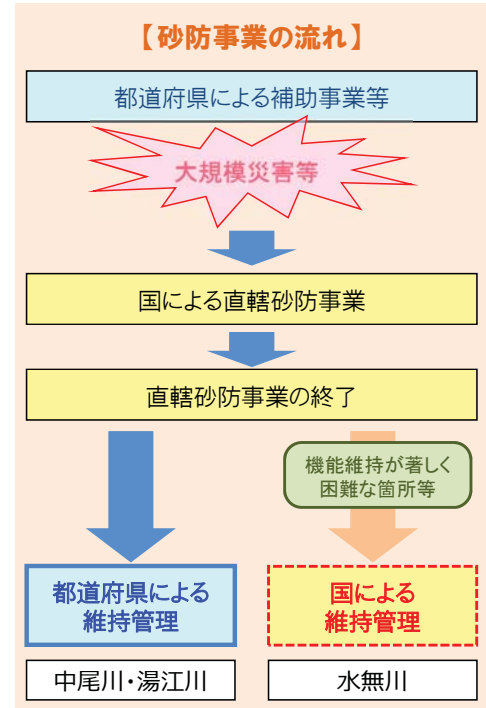 【砂防事業の流れ】
都道府県による補助事業等
大規模災害等
国による直轄砂防事業
直轄砂防事業の終了
機能維持が著しく
困難な箇所等
都道府県による
維持管理
国による
維持管理
中尾川・湯江川
水無川